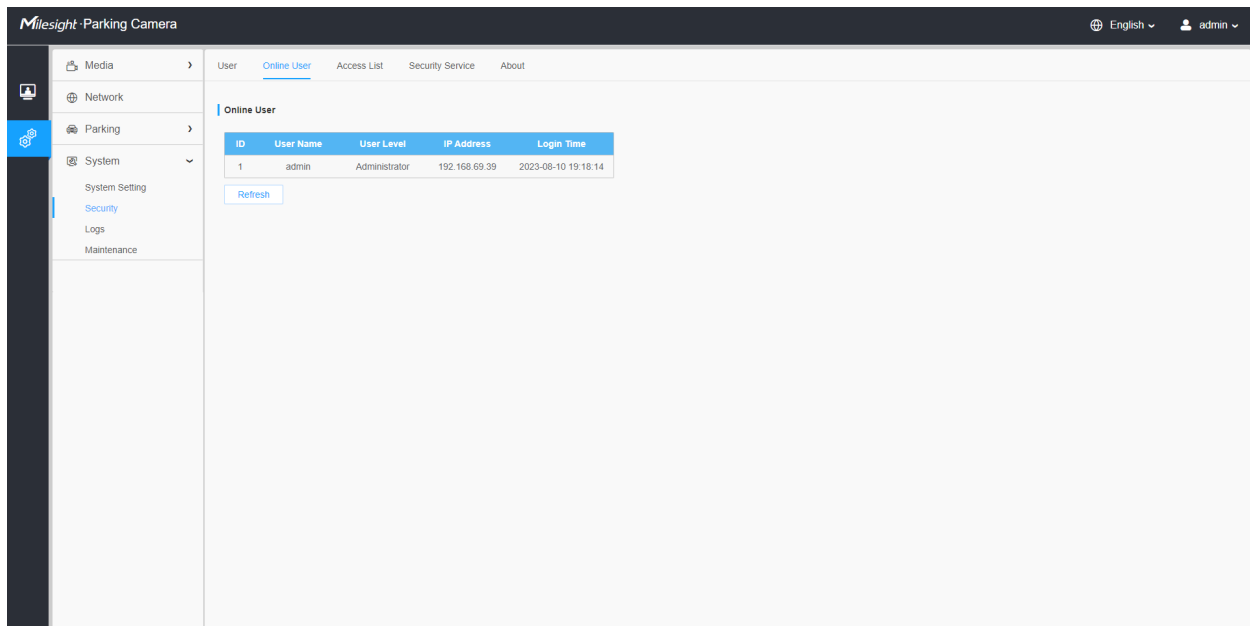 Milesight·Parking Camera
English
admin
Media
Network
Parking
System
System Setting
Security
Logs
Maintenance
User Online User Access List Security Service About
Online User
ID User Name User Level IP Address Login Time
1 admin Administrator 192.168.69.39 2023-08-10 19:18:14
Refresh